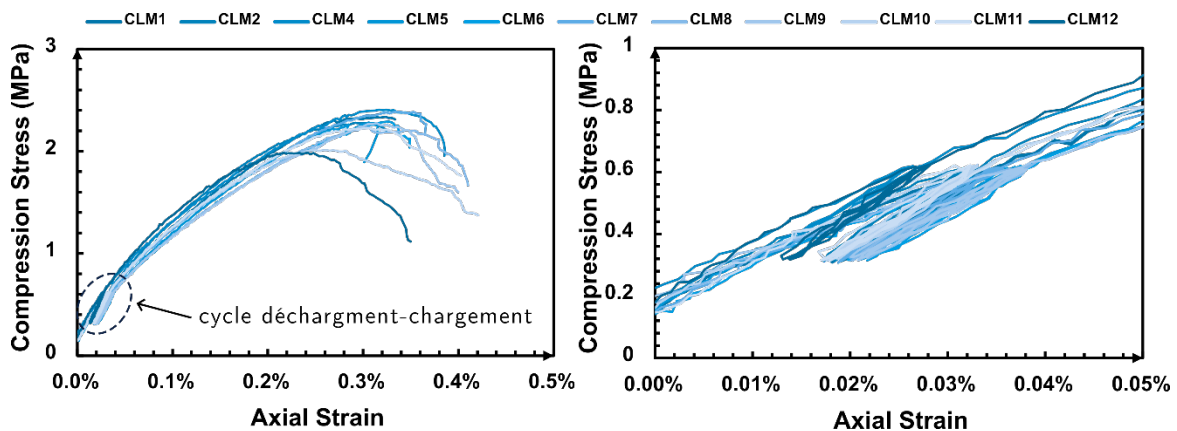 CLM1 CLM2 CLM4 CLM5 CLM6 CLM7 CLM8 CLM9 CLM10 CLM11 CLM12
Compression Stress (MPa)
3
2
1
0
cycle déchargment-chargement
0.0% 0.1% 0.2% 0.3% 0.4% 0.5%
Axial Strain
Compression Stress (MPa)
1
0.8
0.6
0.4
0.2
0
0.00% 0.01% 0.02% 0.03% 0.04% 0.05%
Axial Strain